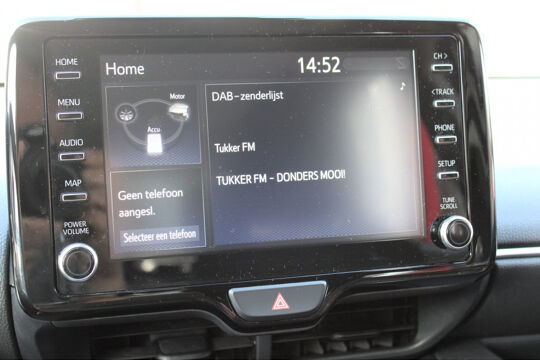 HOME
MENU
AUDIO
MAP
POWER
VOLUME
Home
14:52
Motor
Accu
Geen telefoon
aangesl.
Selecteer een telefoon
DAB-zenderlijst
♪
Tukker FM
TUKKER FM - DONDERS MOOI!
CH >
< TRACK
PHONE
SETUP
TUNE
SCROLL